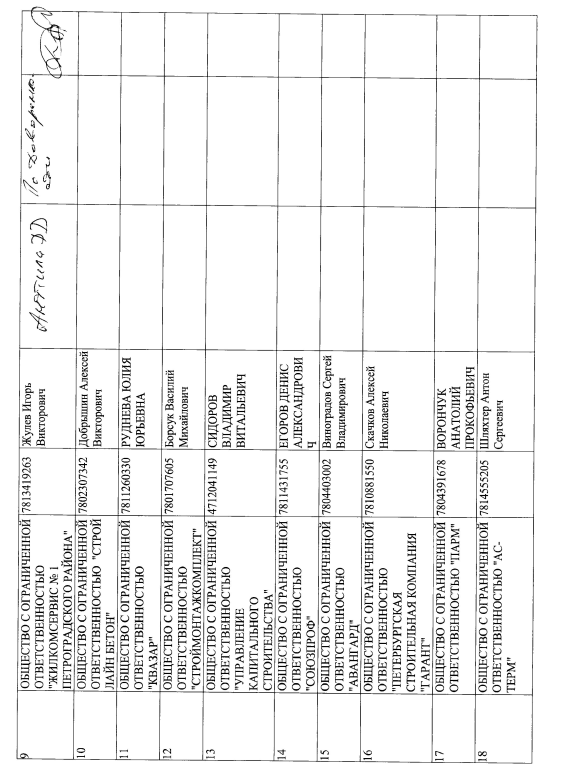 9
ОБЩЕСТВО С ОГРАНИЧЕННОЙ
ОТВЕТСТВЕННОСТЬЮ
"ЖИЛКОМСЕРВИС № 1
ПЕТРОГРАДСКОГО РАЙОНА"
7813419263
Жулев Игорь
Викторович
По доверенно-
10
ОБЩЕСТВО С ОГРАНИЧЕННОЙ
ОТВЕТСТВЕННОСТЬЮ "СТРОЙ
ЛАЙН БЕТОН"
7802307342
Добрышин Алексей
Викторович
11
ОБЩЕСТВО С ОГРАНИЧЕННОЙ
ОТВЕТСТВЕННОСТЬЮ
"КВАЗАР"
7811260330
РУДНЕВА ЮЛИЯ
ЮРЬЕВНА
12
ОБЩЕСТВО С ОГРАНИЧЕННОЙ
ОТВЕТСТВЕННОСТЬЮ
"СТРОЙМОНТАЖКОМПЛЕКТ"
7801707605
Борсук Василий
Михайлович
13
ОБЩЕСТВО С ОГРАНИЧЕННОЙ
ОТВЕТСТВЕННОСТЬЮ
"УПРАВЛЕНИЕ
КАПИТАЛЬНОГО
СТРОИТЕЛЬСТВА"
4712041149
СИДОРОВ
ВЛАДИМИР
ВИТАЛЬЕВИЧ
14
ОБЩЕСТВО С ОГРАНИЧЕННОЙ
ОТВЕТСТВЕННОСТЬЮ
"СОЮЗПРОФ"
7811431755
ЕГОРОВ ДЕНИС
АЛЕКСАНДРОВИ
Ч
15
ОБЩЕСТВО С ОГРАНИЧЕННОЙ
ОТВЕТСТВЕННОСТЬЮ
"АВАНГАРД"
7804403002
Виноградов Сергей
Владимирович
16
ОБЩЕСТВО С ОГРАНИЧЕННОЙ
ОТВЕТСТВЕННОСТЬЮ
"ПЕТЕРБУРГСКАЯ
СТРОИТЕЛЬНАЯ КОМПАНИЯ
"ГАРАНТ"
7810881550
Скачков Алексей
Николаевич
17
ОБЩЕСТВО С ОГРАНИЧЕННОЙ
ОТВЕТСТВЕННОСТЬЮ "ПАРМ"
7804391678
ВОРОНЧУК
АНАТОЛИЙ
ПРОКОФЬЕВИЧ
18
ОБЩЕСТВО С ОГРАНИЧЕННОЙ
ОТВЕТСТВЕННОСТЬЮ "АС-
ТЕРМ"
7814555205
Шляхтер Антон
Сергеевич